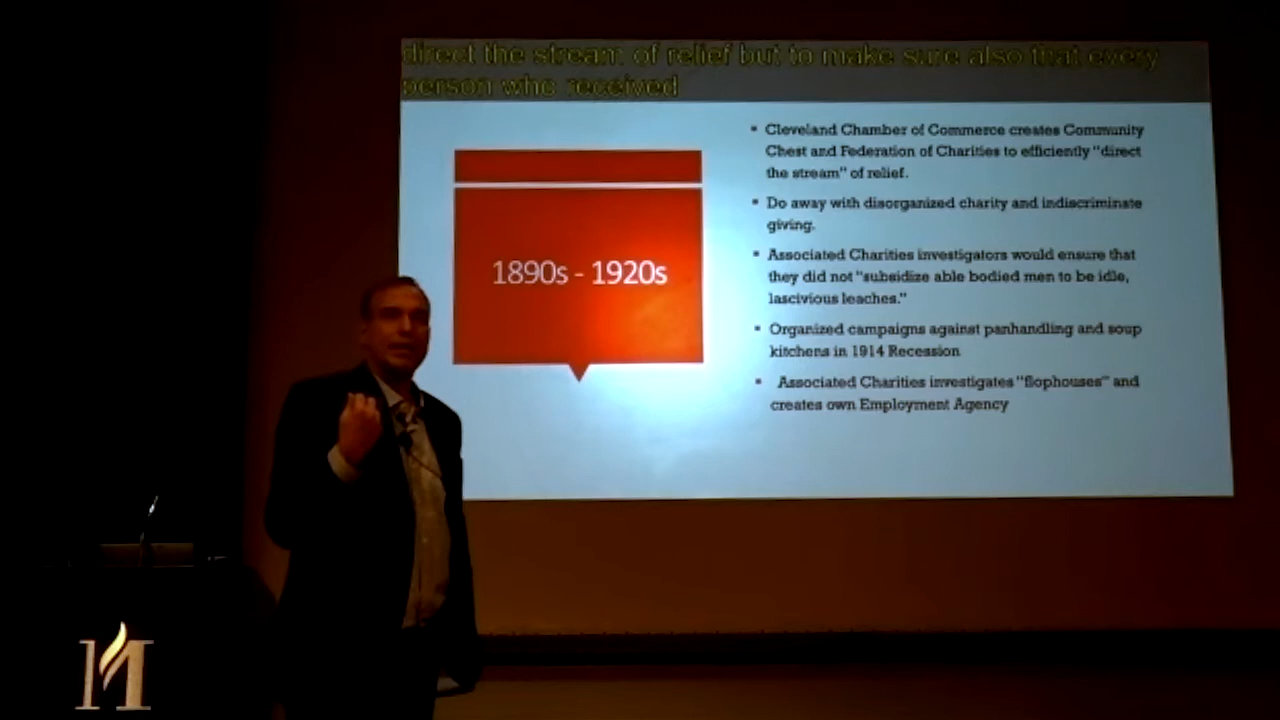 direct the stream of relief but to make sure also that every
person who received
1890s - 1920s
▪ Cleveland Chamber of Commerce creates Community
Chest and Federation of Charities to efficiently "direct
the stream" of relief.
▪ Do away with disorganized charity and indiscriminate
giving.
▪ Associated Charities investigators would ensure that
they did not "subsidize able bodied men to be idle,
lascivious leaches."
▪ Organized campaigns against panhandling and soup
kitchens in 1914 Recession
▪ Associated Charities investigates "flophouses" and
creates own Employment Agency
M